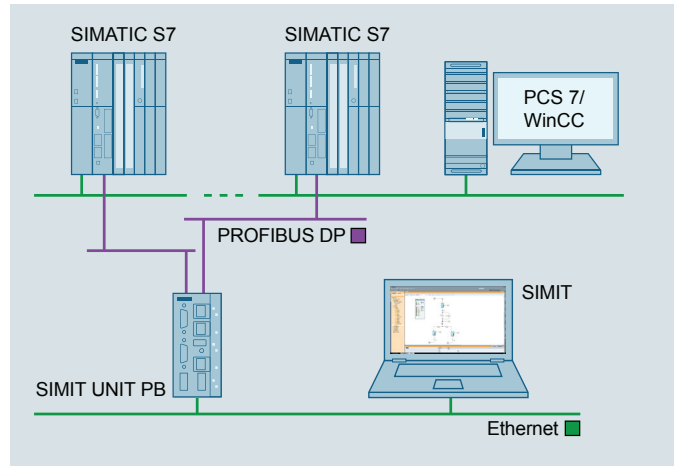 SIMATIC S7
SIMATIC S7
PCS 7/
WinCC
PROFIBUS DP
SIMIT
SIMIT UNIT PB
Ethernet